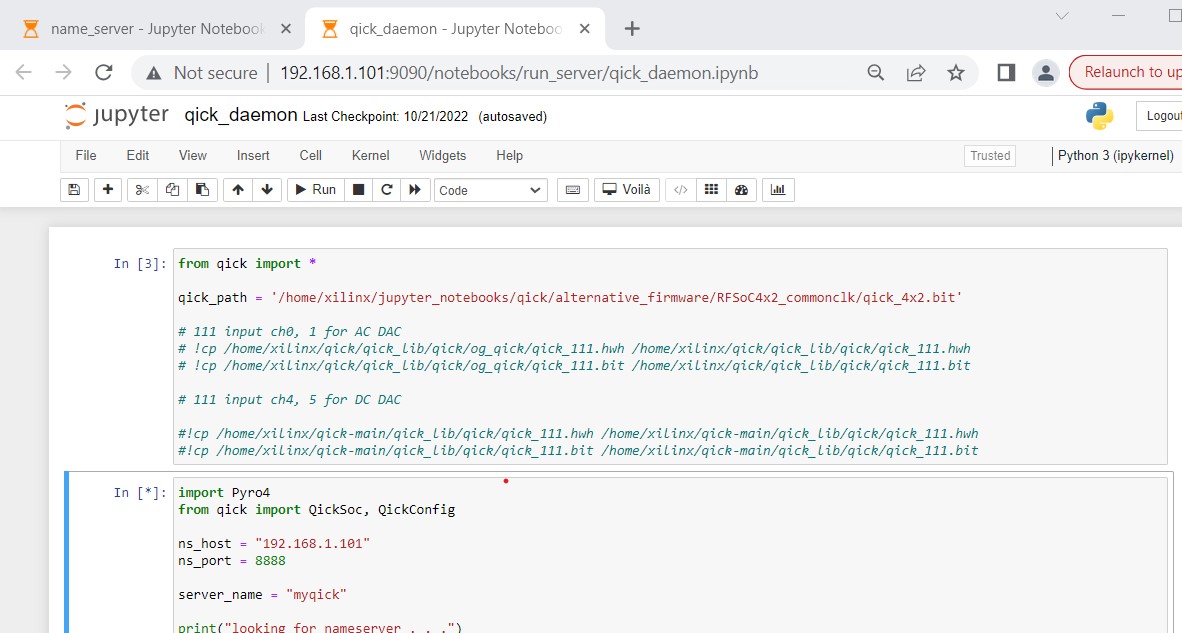 name_server - Jupyter Notebook
qick_daemon - Jupyter Noteboo
Not secure | 192.168.1.101:9090/notebooks/run_server/qick_daemon.ipynb
Relaunch to up
jupyter qick_daemon Last Checkpoint: 10/21/2022 (autosaved)
Logout
File Edit View Insert Cell Kernel Widgets Help
Trusted
Python 3 (ipykernel)
Run
Code
Voilà
In [3]: from qick import *
qick_path = '/home/xilinx/jupyter_notebooks/qick/alternative_firmware/RFSoC4x2_commonclk/qick_4x2.bit'
# 111 input ch0, 1 for AC DAC
# !cp /home/xilinx/qick/qick_lib/qick/og_qick/qick_111.hwh /home/xilinx/qick/qick_lib/qick/qick_111.hwh
# !cp /home/xilinx/qick/qick_lib/qick/og_qick/qick_111.bit /home/xilinx/qick/qick_lib/qick/qick_111.bit
# 111 input ch4, 5 for DC DAC
#!cp /home/xilinx/qick-main/qick_lib/qick/qick_111.hwh /home/xilinx/qick-main/qick_lib/qick/qick_111.hwh
#!cp /home/xilinx/qick-main/qick_lib/qick/qick_111.bit /home/xilinx/qick-main/qick_lib/qick/qick_111.bit
In [*]: import Pyro4
from qick import QickSoc, QickConfig
ns_host = "192.168.1.101"
ns_port = 8888
server_name = "myqick"
print("looking for nameserver . . .")